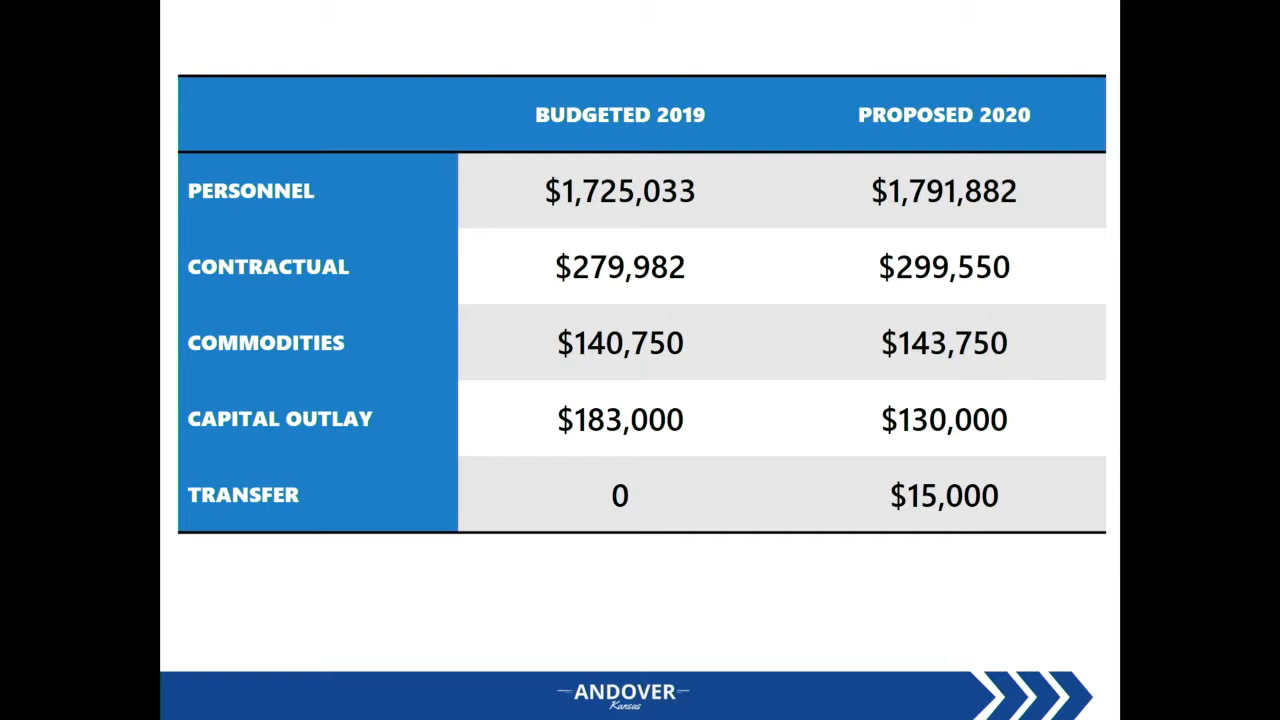 BUDGETED 2019 PROPOSED 2020
PERSONNEL $1,725,033 $1,791,882
CONTRACTUAL $279,982 $299,550
COMMODITIES $140,750 $143,750
CAPITAL OUTLAY $183,000 $130,000
TRANSFER 0 $15,000
ANDOVER
Kansas